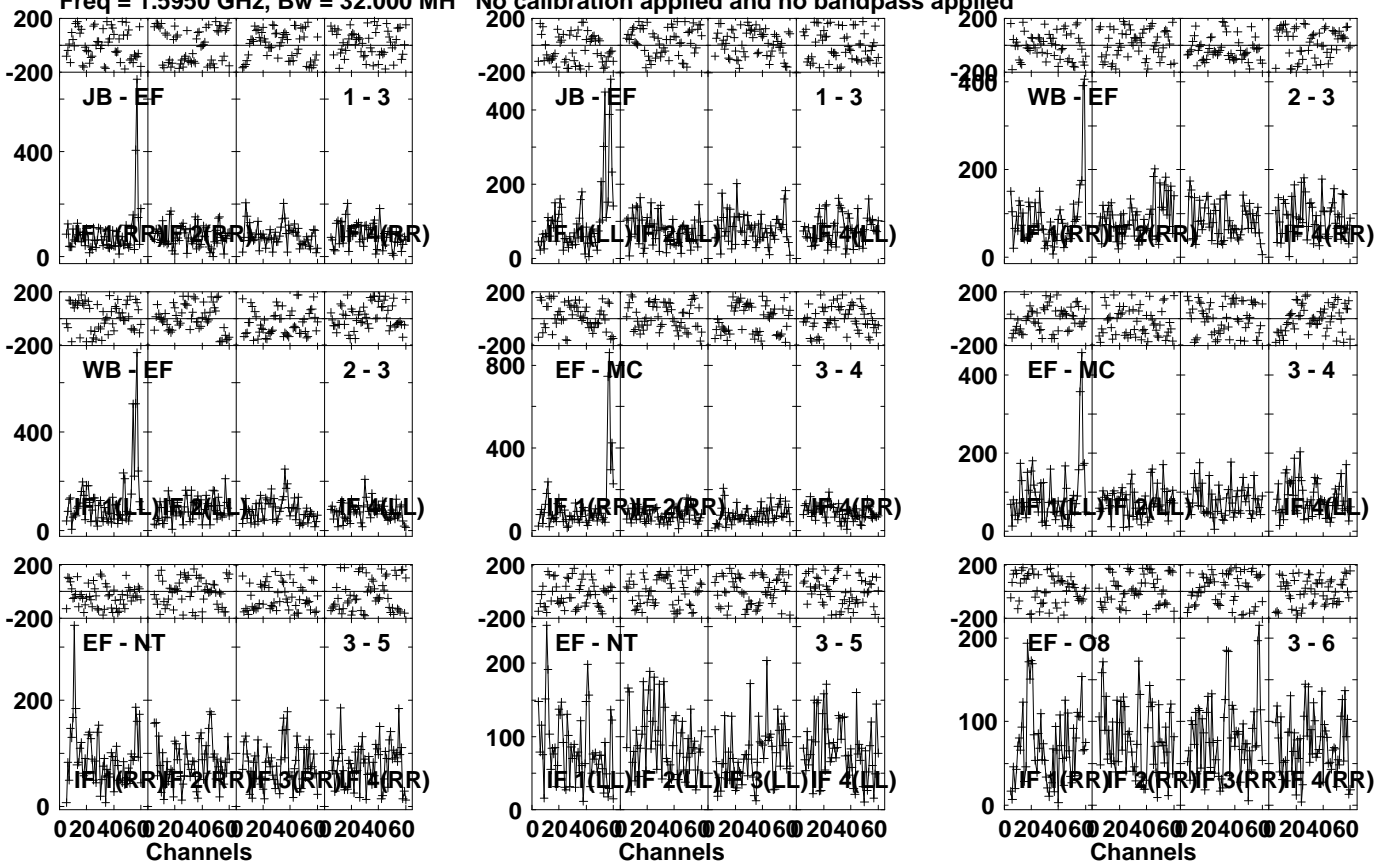 Freq = 1.5950 GHz, Bw = 32.000 MH No calibration applied and no bandpass applied
200 200 200
-200 -200 -200
JB - EF 1 - 3 JB - EF 1 - 3 400 WB - EF 2 - 3
400 400
400 200 200
200
IF 1(RR) IF 2(RR) IF 4(RR) IF 1(LL) IF 2(LL) IF 4(LL) IF 1(RR) IF 2(RR) IF 4(RR)
0 0 0
200 200 200
-200 -200 -200
WB - EF 2 - 3 800 EF - MC 3 - 4 400 EF - MC 3 - 4
400 400 200
IF 1(LL) IF 2(LL) IF 4(LL) IF 1(RR) IF 2(RR) IF 4(RR) IF 1(LL) IF 2(LL) IF 4(LL)
0 0 0
200 200 200
-200 -200 -200
EF - NT 3 - 5 EF - NT 3 - 5 200 EF - O8 3 - 6
200 200 100
100
IF 1(RR) IF 2(RR) IF 3(RR) IF 4(RR) IF 1(LL) IF 2(LL) IF 3(LL) IF 4(LL) IF 1(RR) IF 2(RR) IF 3(RR) IF 4(RR)
0 0 0
0 20 40 60 0 20 40 60 0 20 40 60 0 20 40 60 0 20 40 60 0 20 40 60 0 20 40 60 0 20 40 60 0 20 40 60 0 20 40 60 0 20 40 60 0 20 40 60
Channels Channels Channels